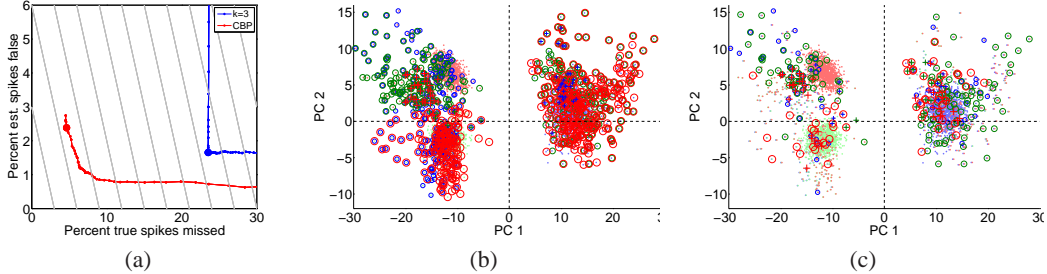 6
5
4
3
2
1
0
0 10 20 30
Percent est spikes false
Percent true spikes missed
k=3
CBP
(a)
15
10
5
0
−5
−10
−30 −20 −10 0 10 20 30
PC 2
PC 1
(b)
15
10
5
0
−5
−10
−30 −20 −10 0 10 20 30
PC 2
PC 1
(c)